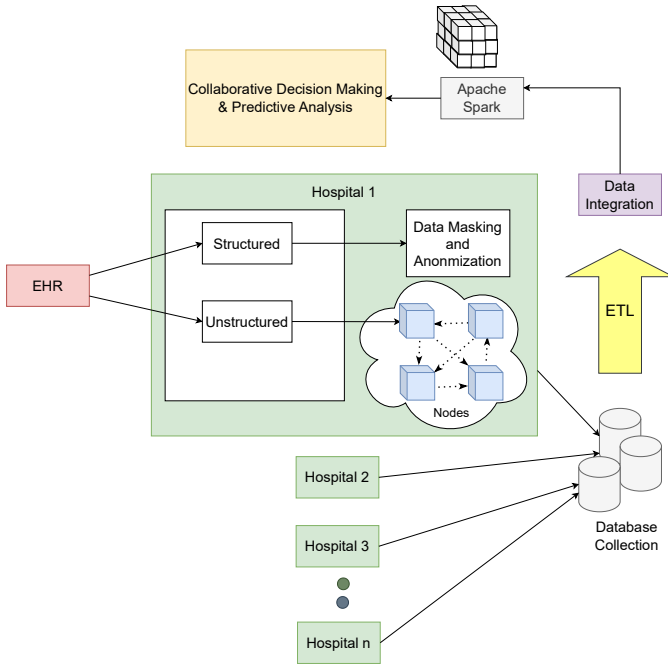 Collaborative Decision Making
& Predictive Analysis
Apache
Spark
Data
Integration
Hospital 1
Structured
Data Masking
and
Anonmization
EHR
Unstructured
Nodes
ETL
Hospital 2
Hospital 3
Hospital n
Database
Collection